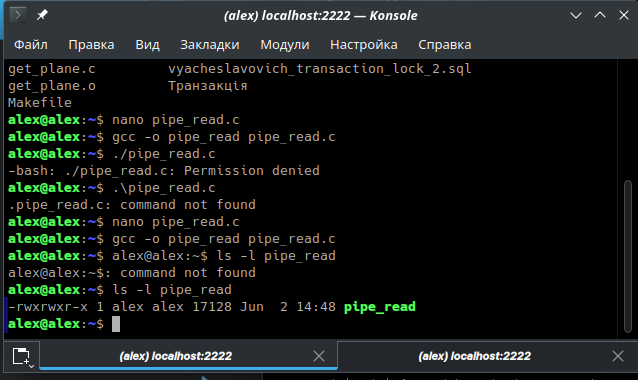 (alex) localhost:2222 — Konsole
Файл Правка Вид Закладки Модули Настройка Справка
get_plane.c vyacheslavovich_transaction_lock_2.sql
get_plane.o Транзакція
Makefile
alex@alex:~$ nano pipe_read.c
alex@alex:~$ gcc -o pipe_read pipe_read.c
alex@alex:~$ ./pipe_read.c
-bash: ./pipe_read.c: Permission denied
alex@alex:~$ .\pipe_read.c
.pipe_read.c: command not found
alex@alex:~$ nano pipe_read.c
alex@alex:~$ gcc -o pipe_read pipe_read.c
alex@alex:~$ alex@alex:~$ ls -l pipe_read
alex@alex:~$: command not found
alex@alex:~$ ls -l pipe_read
-rwxrwxr-x 1 alex alex 17128 Jun  2 14:48 pipe_read
alex@alex:~$
(alex) localhost:2222 (alex) localhost:2222